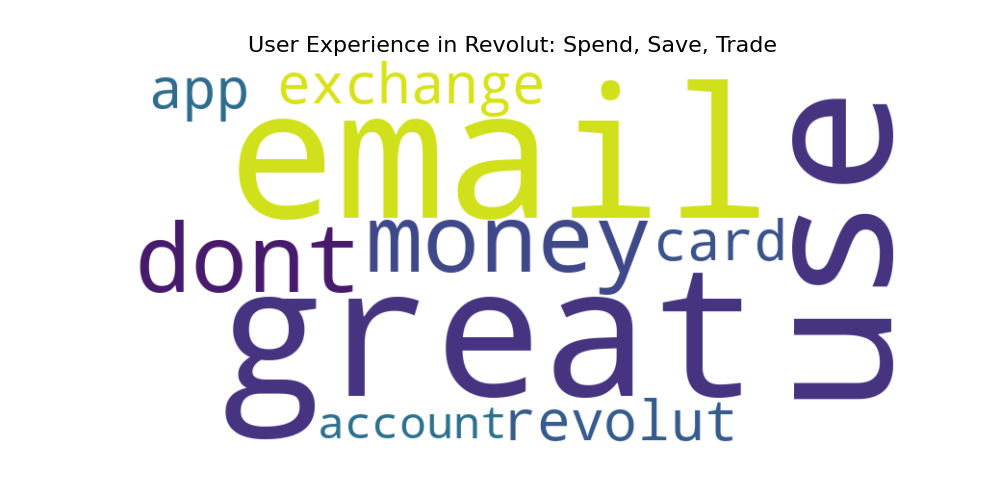 User Experience in Revolut: Spend, Save, Trade
app
exchange
email
use
dont
money
card
great
account
revolut